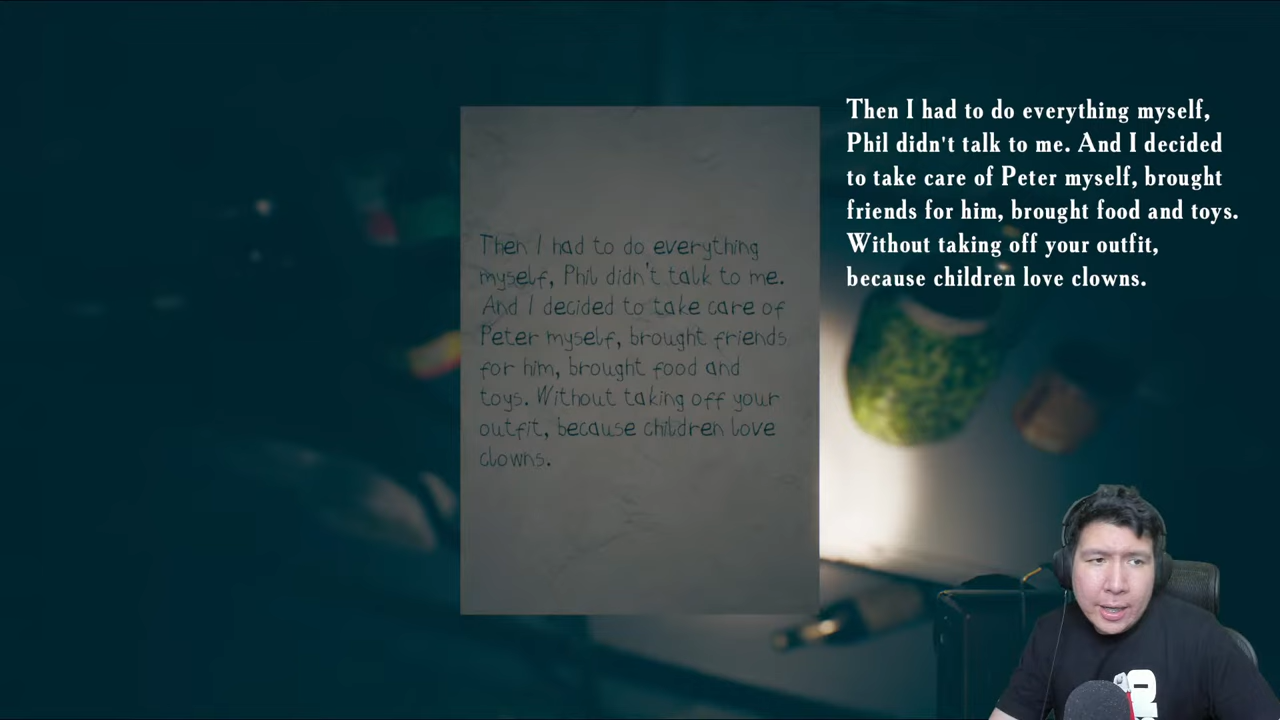 Then I had to do everything
myself, Phil didn't talk to me.
And I decided to take care of
Peter myself, brought friends
for him, brought food and
toys. Without taking off your
outfit, because children love
clowns.
Then I had to do everything myself,
Phil didn't talk to me. And I decided
to take care of Peter myself, brought
friends for him, brought food and toys.
Without taking off your outfit,
because children love clowns.